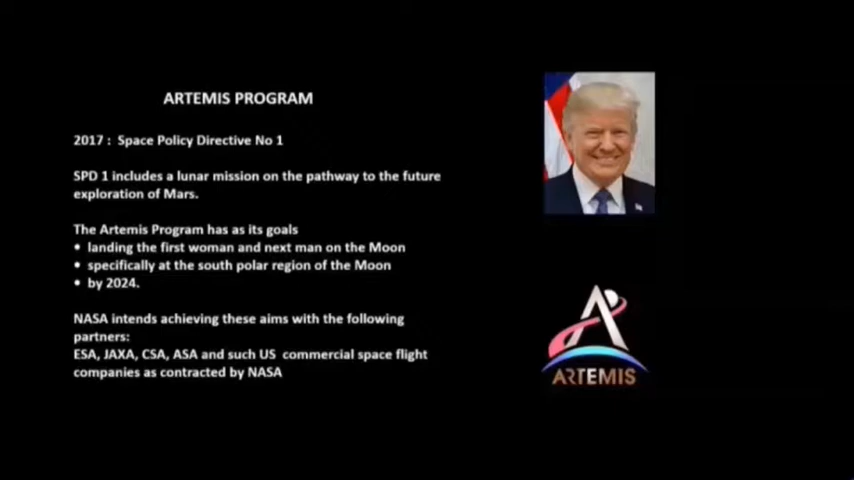 ARTEMIS PROGRAM
2017 : Space Policy Directive No 1
SPD 1 includes a lunar mission on the pathway to the future
exploration of Mars.
The Artemis Program has as its goals
• landing the first woman and next man on the Moon
• specifically at the south polar region of the Moon
• by 2024.
NASA intends achieving these aims with the following
partners:
ESA, JAXA, CSA, ASA and such US commercial space flight
companies as contracted by NASA
ARTEMIS